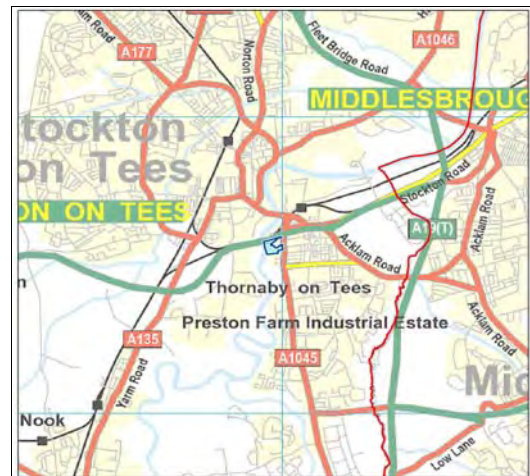 A177
Norton Road
Fleet Bridge Road
A1046
MIDDLESBROUG
Stockton
on Tees
ON ON TEES
Stockton Road
A19(T)
Acklam Road
Acklam Road
Thornaby on Tees
Preston Farm Industrial Estate
Acklam Road
A135
A1045
Yarm Road
Mid
Nook
Low Lane